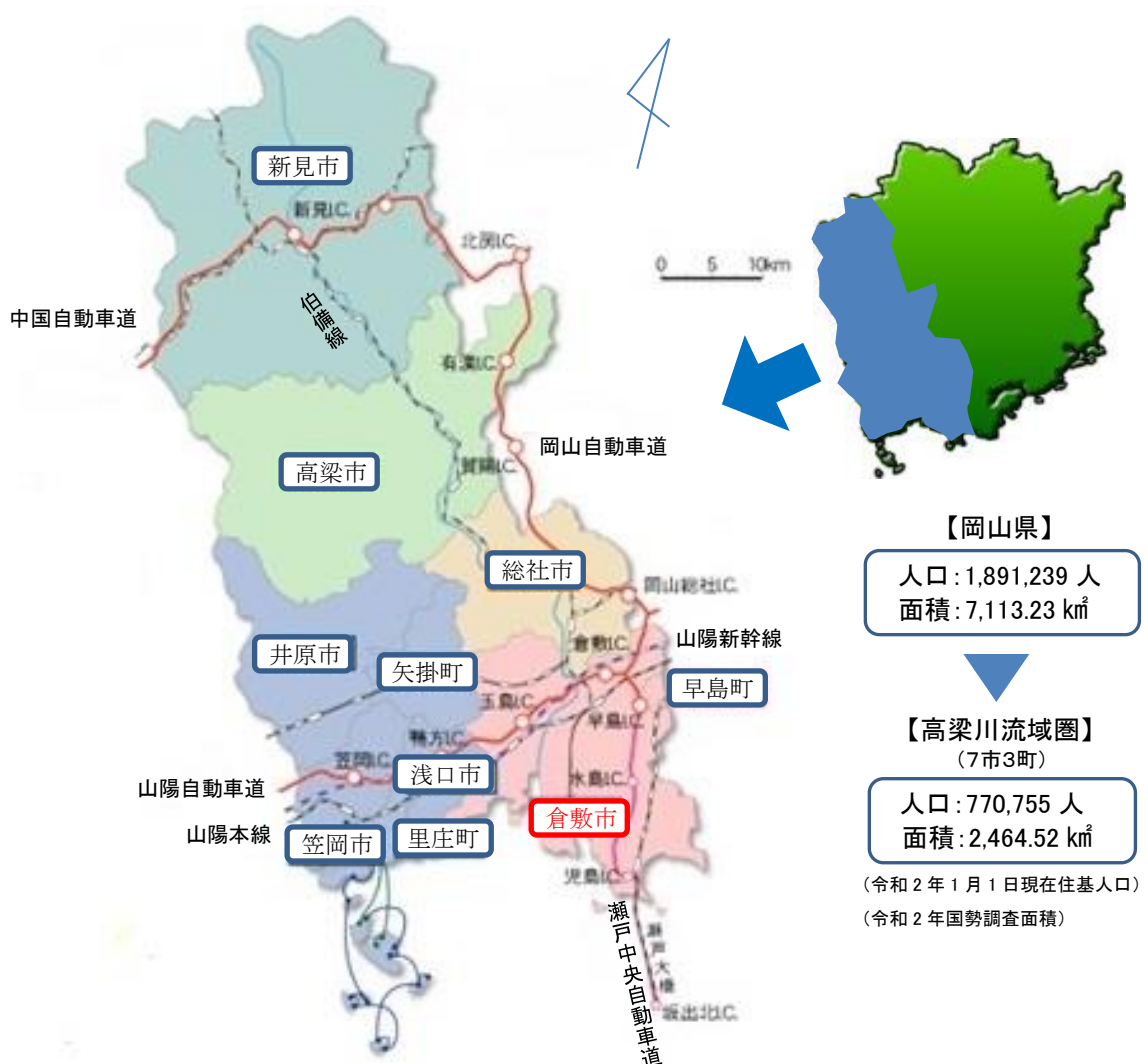 新見市
新見I.C.
北房I.C.
0 5 10km
中国自動車道
伯備線
有漢I.C.
岡山自動車道
賀陽I.C.
高梁市
【岡山県】
人口：1,891,239 人
面積：7,113.23 ㎢
総社市
岡山総社I.C.
山陽新幹線
倉敷I.C.
井原市
矢掛町
早島町
玉島I.C.
早島I.C.
【高梁川流域圏】
（7市3町）
鴨方I.C.
笠岡I.C.
浅口市
水島I.C.
山陽自動車道
人口：770,755 人
面積：2,464.52 ㎢
倉敷市
山陽本線
笠岡市
里庄町
児島I.C.
（令和２年１月１日現在住基人口）
（令和２年国勢調査面積）
瀬戸中央自動車道
瀬戸大橋
坂出北I.C.